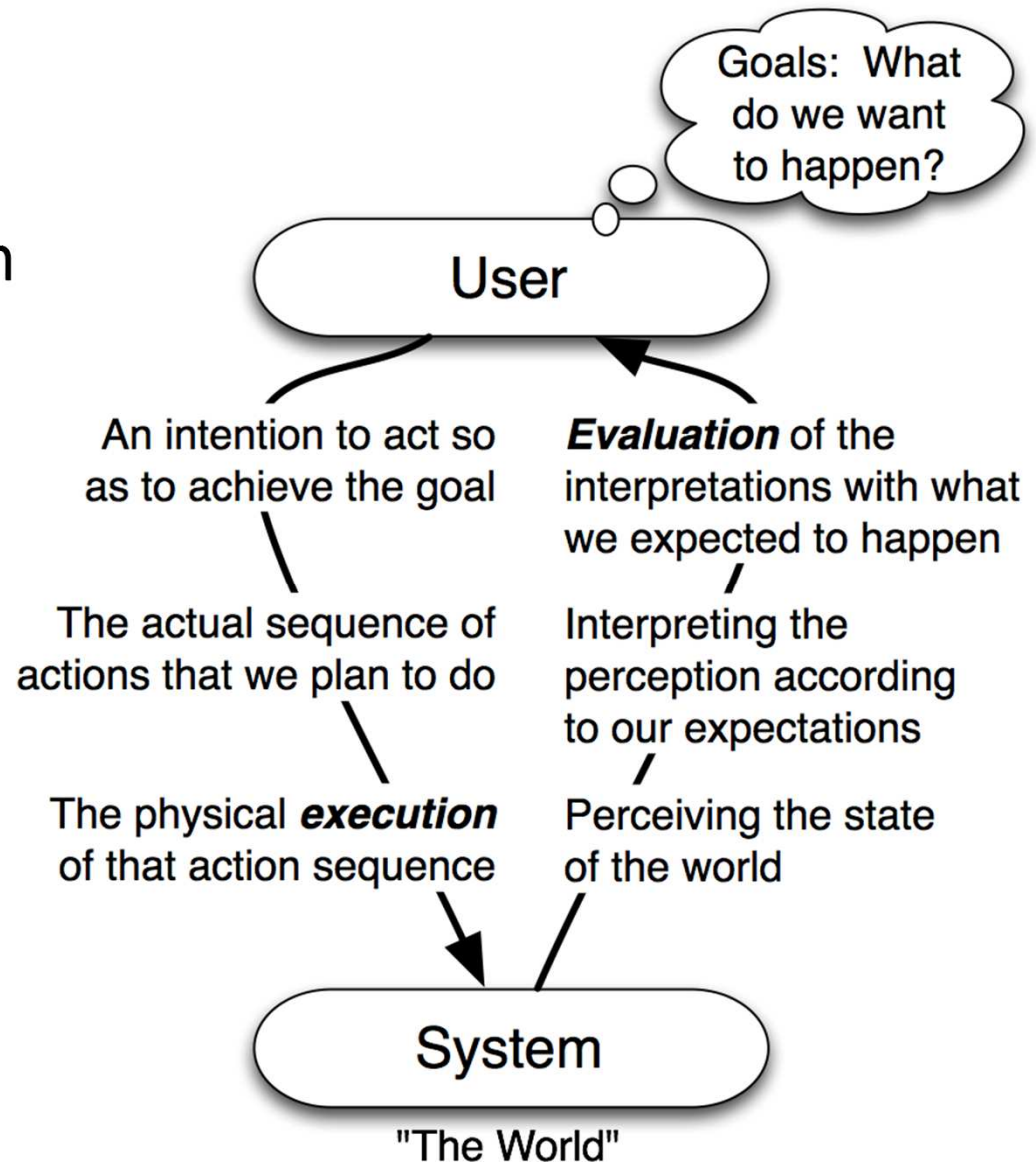 Goals: What
do we want
to happen?
User
An intention to act so
as to achieve the goal
The actual sequence of
actions that we plan to do
The physical execution
of that action sequence
Evaluation of the
interpretations with what
we expected to happen
Interpreting the
perception according
to our expectations
Perceiving the state
of the world
System
"The World"